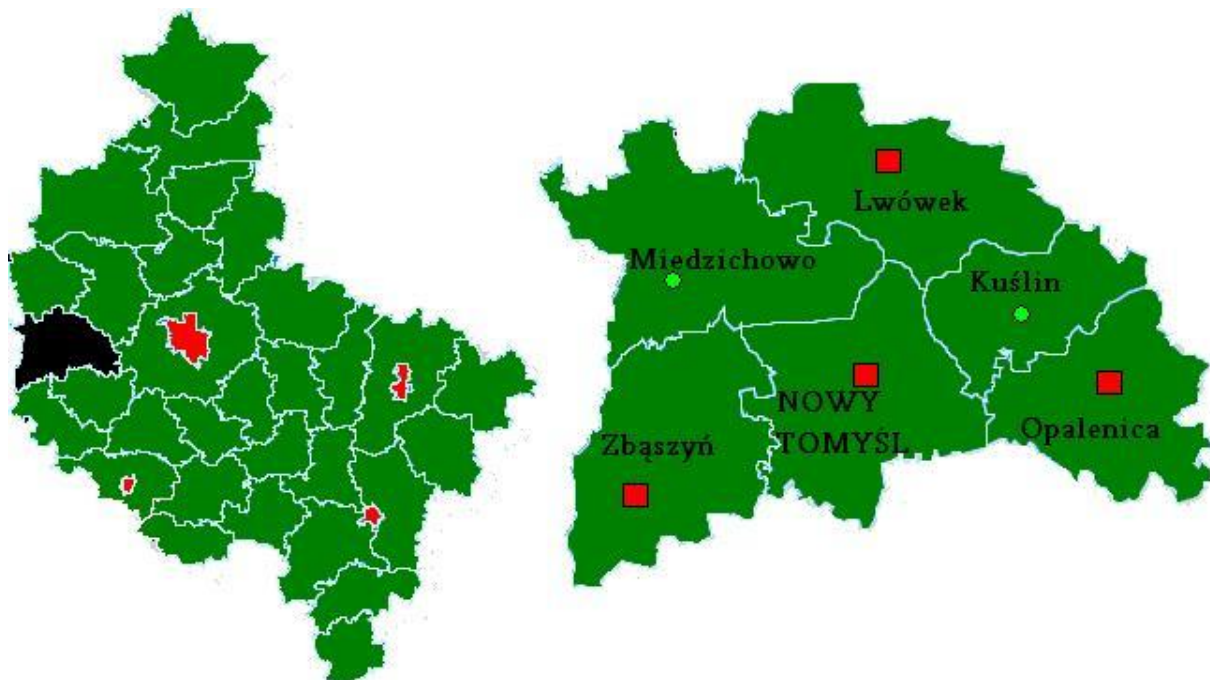 Lwówek
Miedzichowo
Kuślin
NOWY
TOMYŚL
Opalenica
Zbąszyń